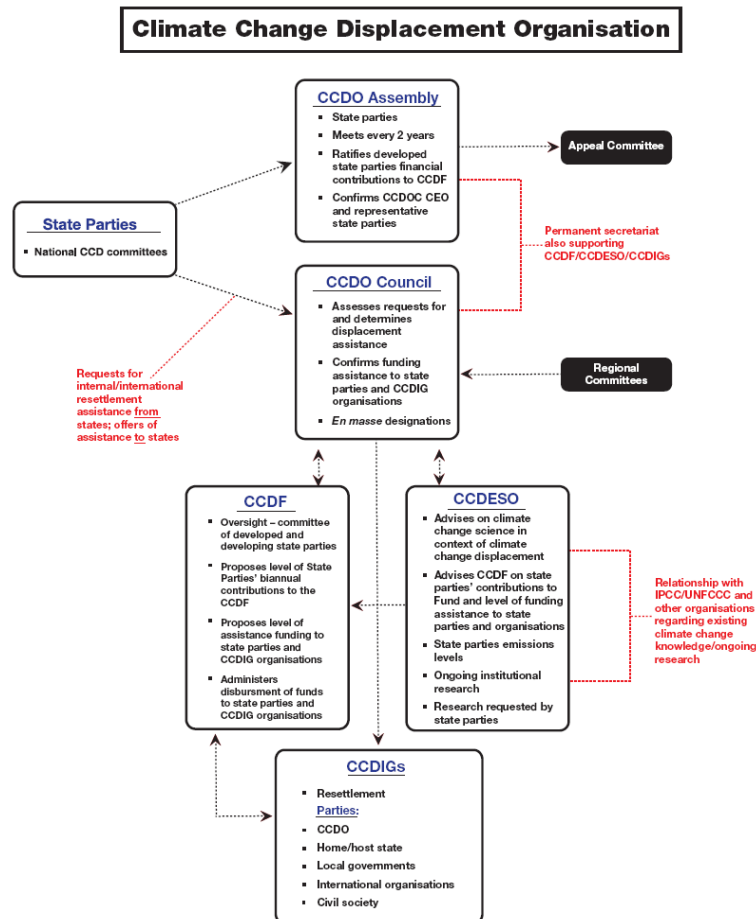 Climate Change Displacement Organisation
CCDO Assembly
▪ State parties
▪ Meets every 2 years
▪ Ratifies developed
state parties financial
contributions to CCDF
▪ Confirms CCDOC CEO
and representative
state parties
Appeal Committee
State Parties
▪ National CCD committees
Permanent secretariat
also supporting
CCDF/CCDESO/CCDIGs
CCDO Council
▪ Assesses requests for
and determines
displacement
assistance
▪ Confirms funding
assistance to state
parties and CCDIG
organisations
▪ En masse designations
Regional
Committees
Requests for
internal/international
resettlement
assistance from
states; offers of
assistance to states
CCDF
▪ Oversight – committee
of developed and
developing state parties
▪ Proposes level of State
Parties' biannual
contributions to the
CCDF
▪ Proposes level of
assistance funding to
state parties and
CCDIG organisations
▪ Administers
disbursment of funds
to state parties and
CCDIG organisations
CCDESO
▪ Advises on climate
change science in
context of climate
change displacement
▪ Advises CCDF on state
parties' contributions to
Fund and level of funding
assistance to state
parties and organisations
▪ State parties emissions
levels
▪ Ongoing institutional
research
▪ Research requested by
state parties
Relationship with
IPCC/UNFCCC and
other organisations
regarding existing
climate change
knowledge/ongoing
research
CCDIGs
▪ Resettlement
Parties:
▪ CCDO
▪ Home/host state
▪ Local governments
▪ International organisations
▪ Civil society